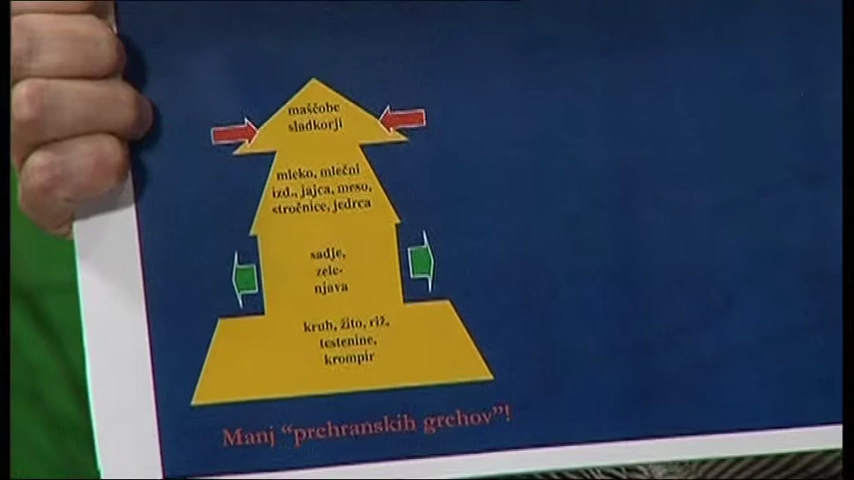 maščobe
sladkorji
mleko, mlečni
izd., jajca, meso,
stročnice, jedrca
sadje,
zele-
njava
kruh, žito, riž,
testenine,
krompir
Manj “prehranskih grehov”!